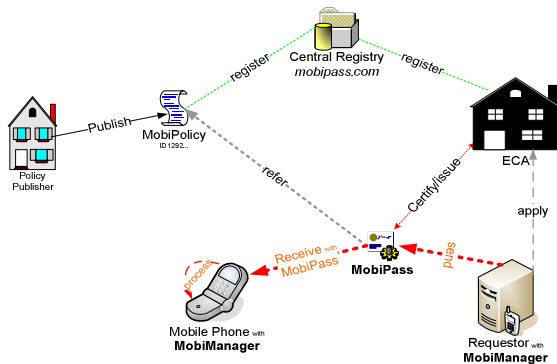 Central Registry
mobipass.com
register
register
Publish
MobiPolicy
ID 1292...
Policy
Publisher
ECA
refer
Certify/issue
apply
MobiPass
send
Receive with
MobiPass
process
Mobile Phone with
MobiManager
Requestor with
MobiManager